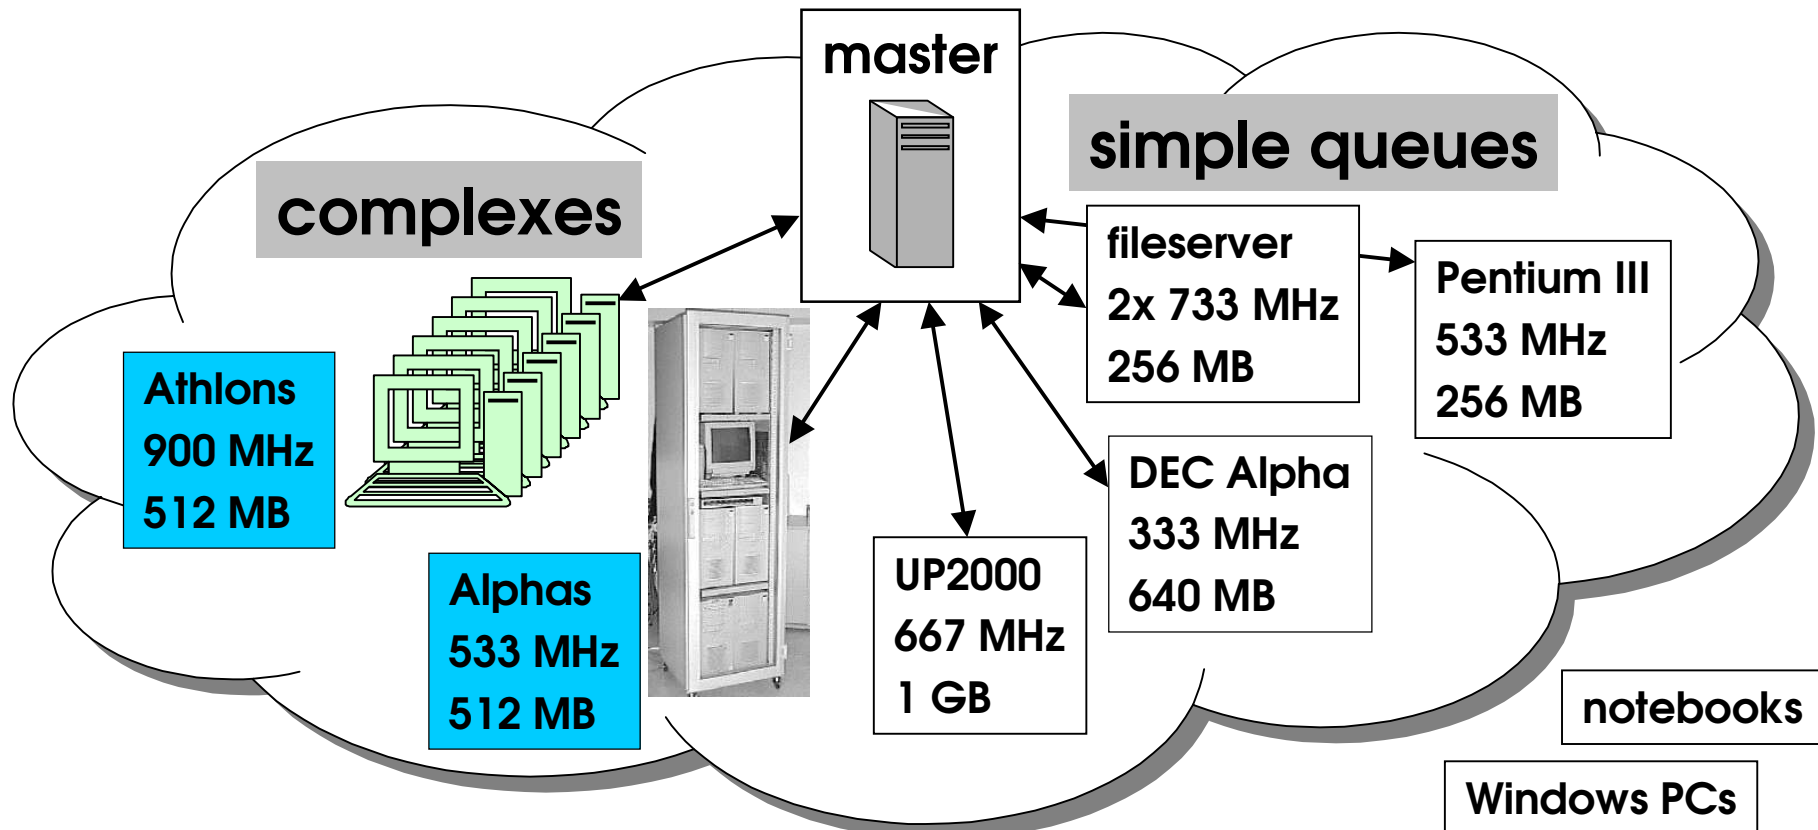 master
simple queues
complexes
fileserver
2x 733 MHz
256 MB
Pentium III
533 MHz
256 MB
Athlons
900 MHz
512 MB
DEC Alpha
333 MHz
640 MB
UP2000
667 MHz
1 GB
Alphas
533 MHz
512 MB
notebooks
Windows PCs